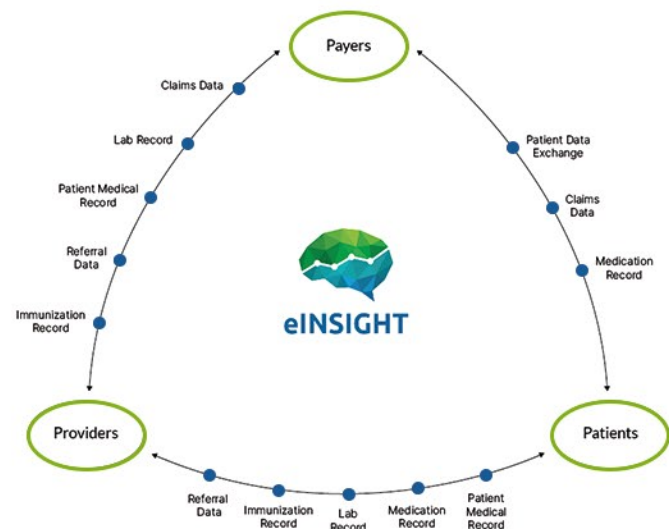 Payers
Claims Data
Lab Record
Patient Medical
Record
Referral
Data
Immunization
Record
Patient Data
Exchange
Claims
Data
Medication
Record
eINSIGHT
Providers
Patients
Referral
Data
Immunization
Record
Lab
Record
Medication
Record
Patient
Medical
Record